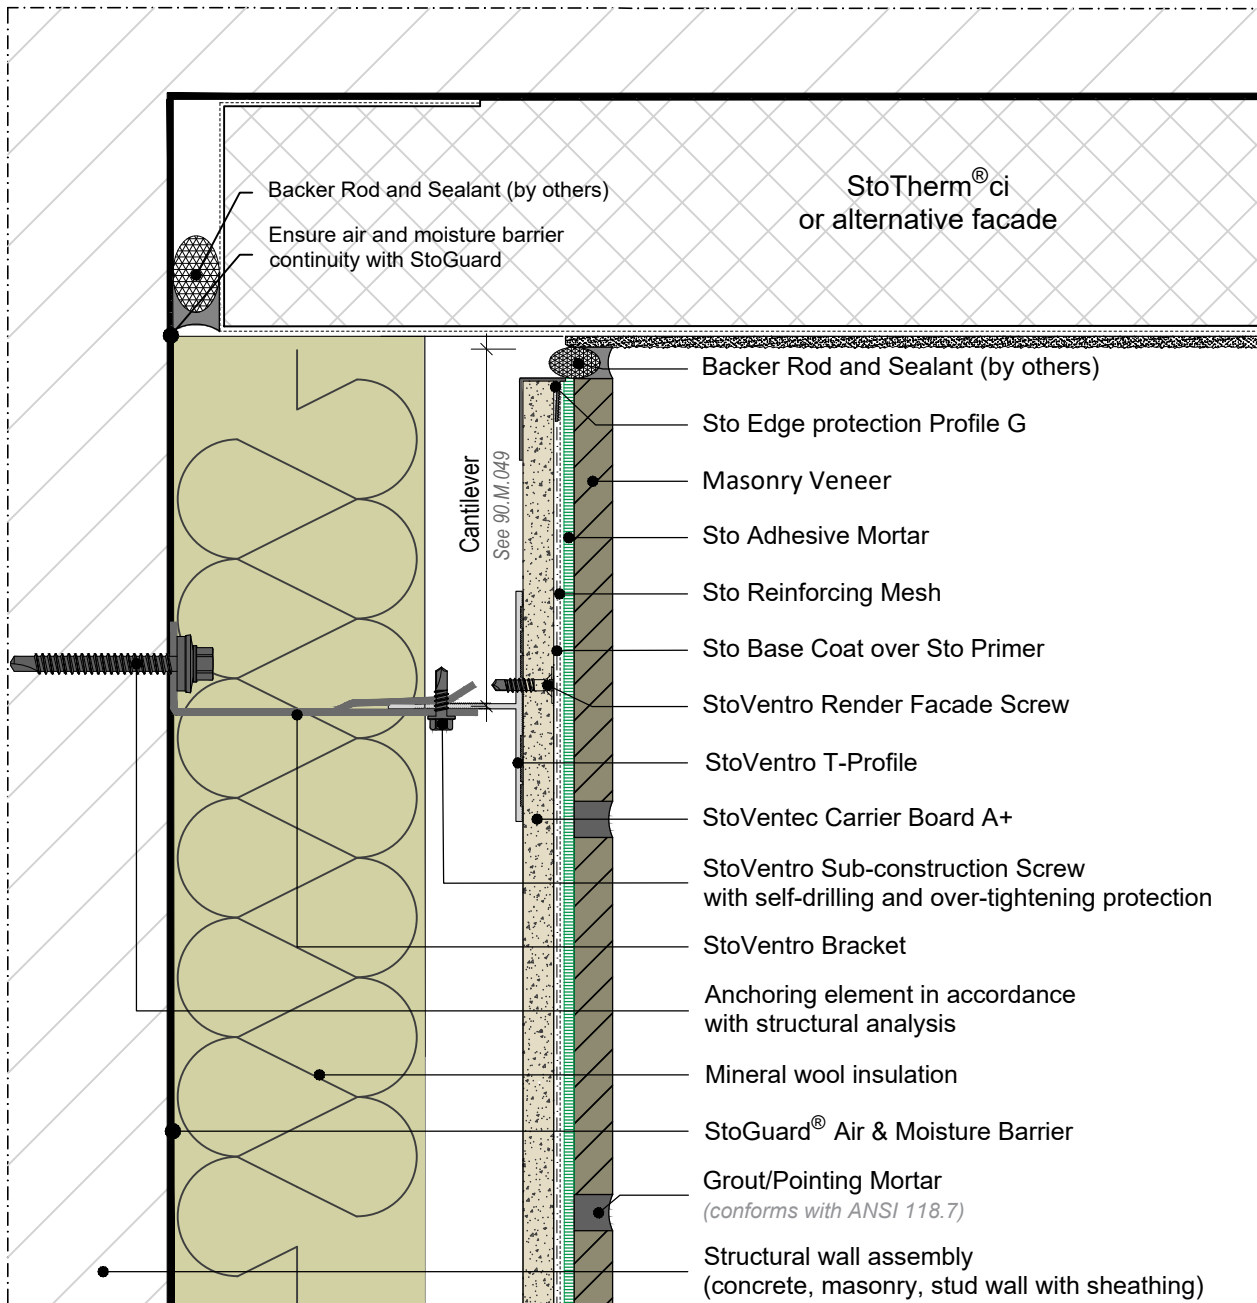 StoTherm®ci
or alternative facade
Backer Rod and Sealant (by others)
Ensure air and moisture barrier
continuity with StoGuard
Cantilever
See 90.M.049
Backer Rod and Sealant (by others)
Sto Edge protection Profile G
Masonry Veneer
Sto Adhesive Mortar
Sto Reinforcing Mesh
Sto Base Coat over Sto Primer
StoVentro Render Facade Screw
StoVentro T-Profile
StoVentec Carrier Board A+
StoVentro Sub-construction Screw
with self-drilling and over-tightening protection
StoVentro Bracket
Anchoring element in accordance
with structural analysis
Mineral wool insulation
StoGuard® Air & Moisture Barrier
Grout/Pointing Mortar
(conforms with ANSI 118.7)
Structural wall assembly
(concrete, masonry, stud wall with sheathing)